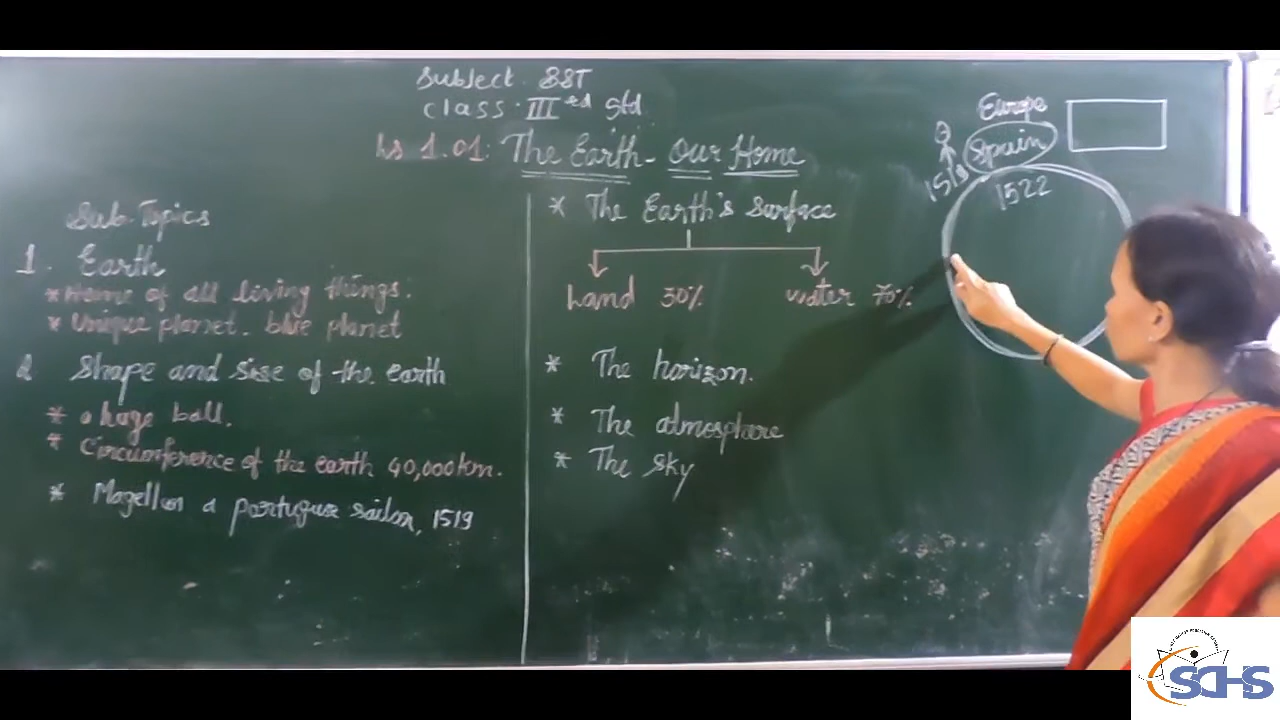 Subject. SST
Class. III rd Std.
Ls 1.01: The Earth- Our Home
Sub-Topics
1. Earth
* Home of all living things.
* Unique planet. blue planet
2 Shape and size of the earth
* a huge ball.
* Circumference of the earth 40,000km.
* Magellan a portuguse sailor, 1519
* The Earth's Surface
Land 30% water 70%
* The horizon.
* The atmosphere
* The sky
Europe
Spain
1519
1522
SCHS